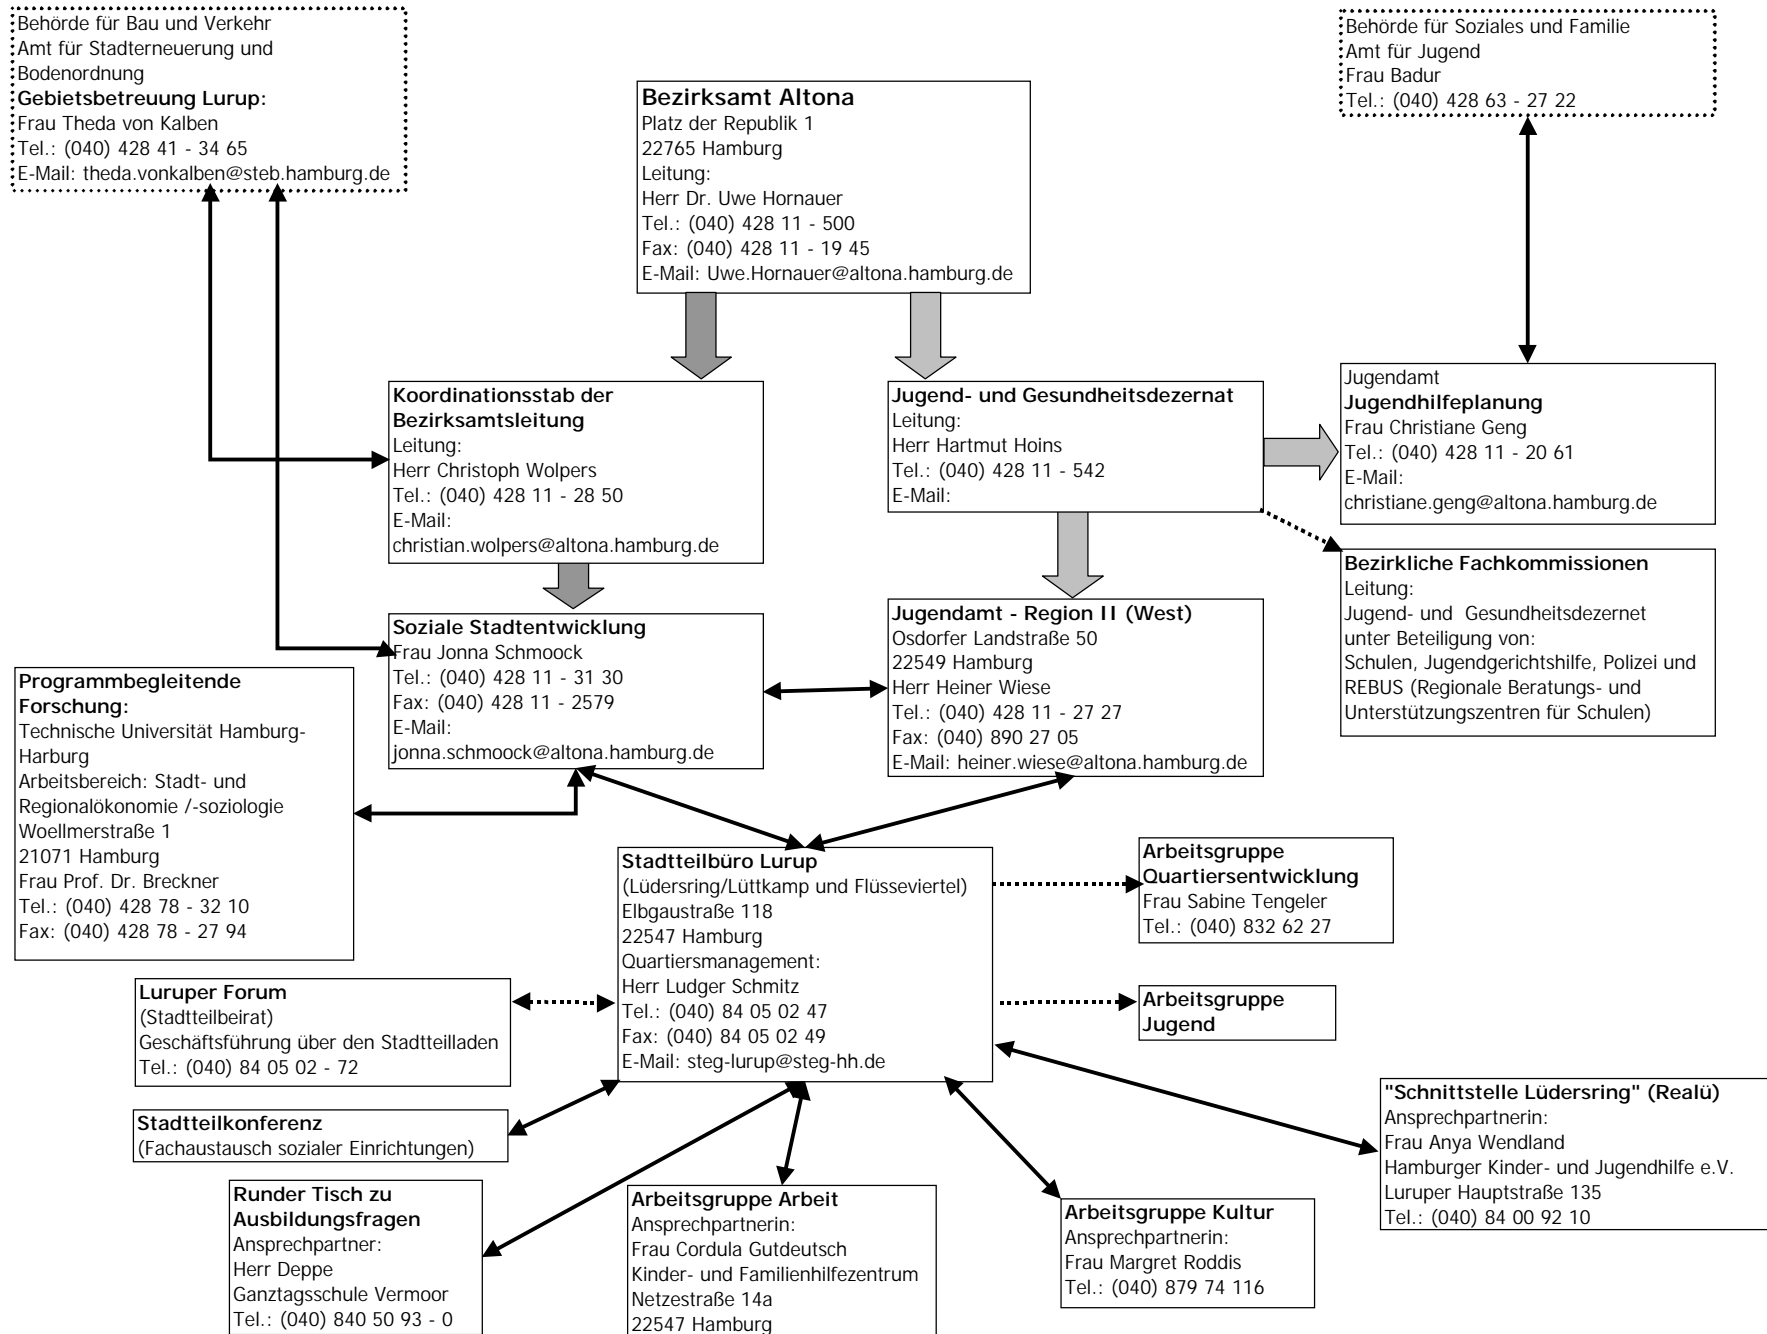 Behörde für Bau und Verkehr
Amt für Stadterneuerung und
Bodenordnung
Gebietsbetreuung Lurup:
Frau Theda von Kalben
Tel.: (040) 428 41 - 34 65
E-Mail: theda.vonkalben@steb.hamburg.de
Bezirksamt Altona
Platz der Republik 1
22765 Hamburg
Leitung:
Herr Dr. Uwe Hornauer
Tel.: (040) 428 11 - 500
Fax: (040) 428 11 - 19 45
E-Mail: Uwe.Hornauer@altona.hamburg.de
Behörde für Soziales und Familie
Amt für Jugend
Frau Badur
Tel.: (040) 428 63 - 27 22
Koordinationsstab der
Bezirksamtsleitung
Leitung:
Herr Christoph Wolpers
Tel.: (040) 428 11 - 28 50
E-Mail:
christian.wolpers@altona.hamburg.de
Jugend- und Gesundheitsdezernat
Leitung:
Herr Hartmut Hoins
Tel.: (040) 428 11 - 542
E-Mail:
Jugendamt
Jugendhilfeplanung
Frau Christiane Geng
Tel.: (040) 428 11 - 20 61
E-Mail:
christiane.geng@altona.hamburg.de
Bezirkliche Fachkommissionen
Leitung:
Jugend- und Gesundheitsdezernet
unter Beteiligung von:
Schulen, Jugendgerichtshilfe, Polizei und
REBUS (Regionale Beratungs- und
Unterstützungszentren für Schulen)
Soziale Stadtentwicklung
Frau Jonna Schmoock
Tel.: (040) 428 11 - 31 30
Fax: (040) 428 11 - 2579
E-Mail:
jonna.schmoock@altona.hamburg.de
Jugendamt - Region II (West)
Osdorfer Landstraße 50
22549 Hamburg
Herr Heiner Wiese
Tel.: (040) 428 11 - 27 27
Fax: (040) 890 27 05
E-Mail: heiner.wiese@altona.hamburg.de
Programmbegleitende
Forschung:
Technische Universität Hamburg-
Harburg
Arbeitsbereich: Stadt- und
Regionalökonomie /-soziologie
Woellmerstraße 1
21071 Hamburg
Frau Prof. Dr. Breckner
Tel.: (040) 428 78 - 32 10
Fax: (040) 428 78 - 27 94
Stadtteilbüro Lurup
(Lüdersring/Lüttkamp und Flüsseviertel)
Elbgaustraße 118
22547 Hamburg
Quartiersmanagement:
Herr Ludger Schmitz
Tel.: (040) 84 05 02 47
Fax: (040) 84 05 02 49
E-Mail: steg-lurup@steg-hh.de
Arbeitsgruppe
Quartiersentwicklung
Frau Sabine Tengeler
Tel.: (040) 832 62 27
Arbeitsgruppe
Jugend
Luruper Forum
(Stadtteilbeirat)
Geschäftsführung über den Stadtteilladen
Tel.: (040) 84 05 02 - 72
Stadtteilkonferenz
(Fachaustausch sozialer Einrichtungen)
"Schnittstelle Lüdersring" (Realü)
Ansprechpartnerin:
Frau Anya Wendland
Hamburger Kinder- und Jugendhilfe e.V.
Luruper Hauptstraße 135
Tel.: (040) 84 00 92 10
Runder Tisch zu
Ausbildungsfragen
Ansprechpartner:
Herr Deppe
Ganztagsschule Vermoor
Tel.: (040) 840 50 93 - 0
Arbeitsgruppe Arbeit
Ansprechpartnerin:
Frau Cordula Gutdeutsch
Kinder- und Familienhilfezentrum
Netzestraße 14a
22547 Hamburg
Arbeitsgruppe Kultur
Ansprechpartnerin:
Frau Margret Roddis
Tel.: (040) 879 74 116